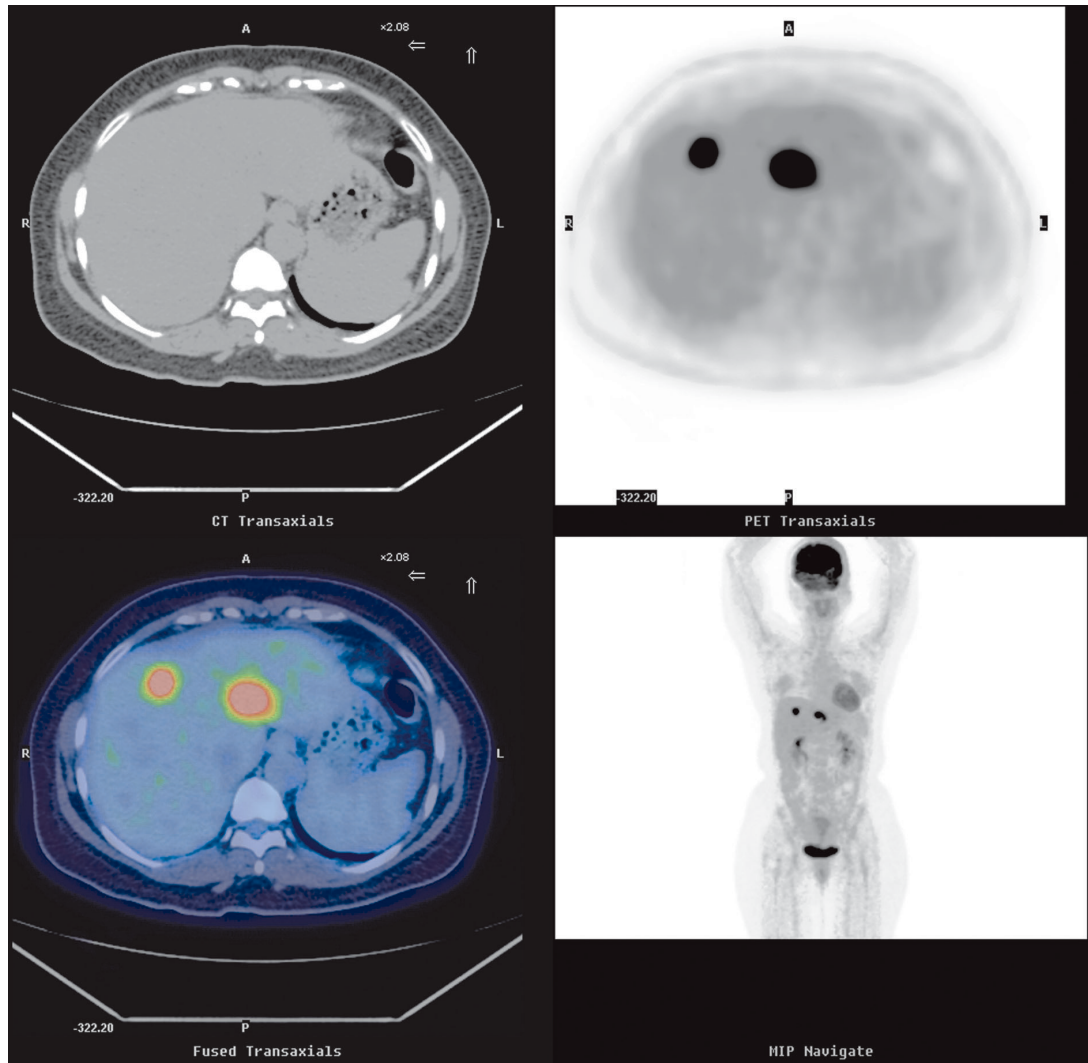 A
×2.08
⇐
⇑
R
L
-322.20
P
CT Transaxials
A
R
L
-322.20
P
PET Transaxials
A
×2.08
⇐
⇑
R
L
-322.20
P
Fused Transaxials
MIP Navigate